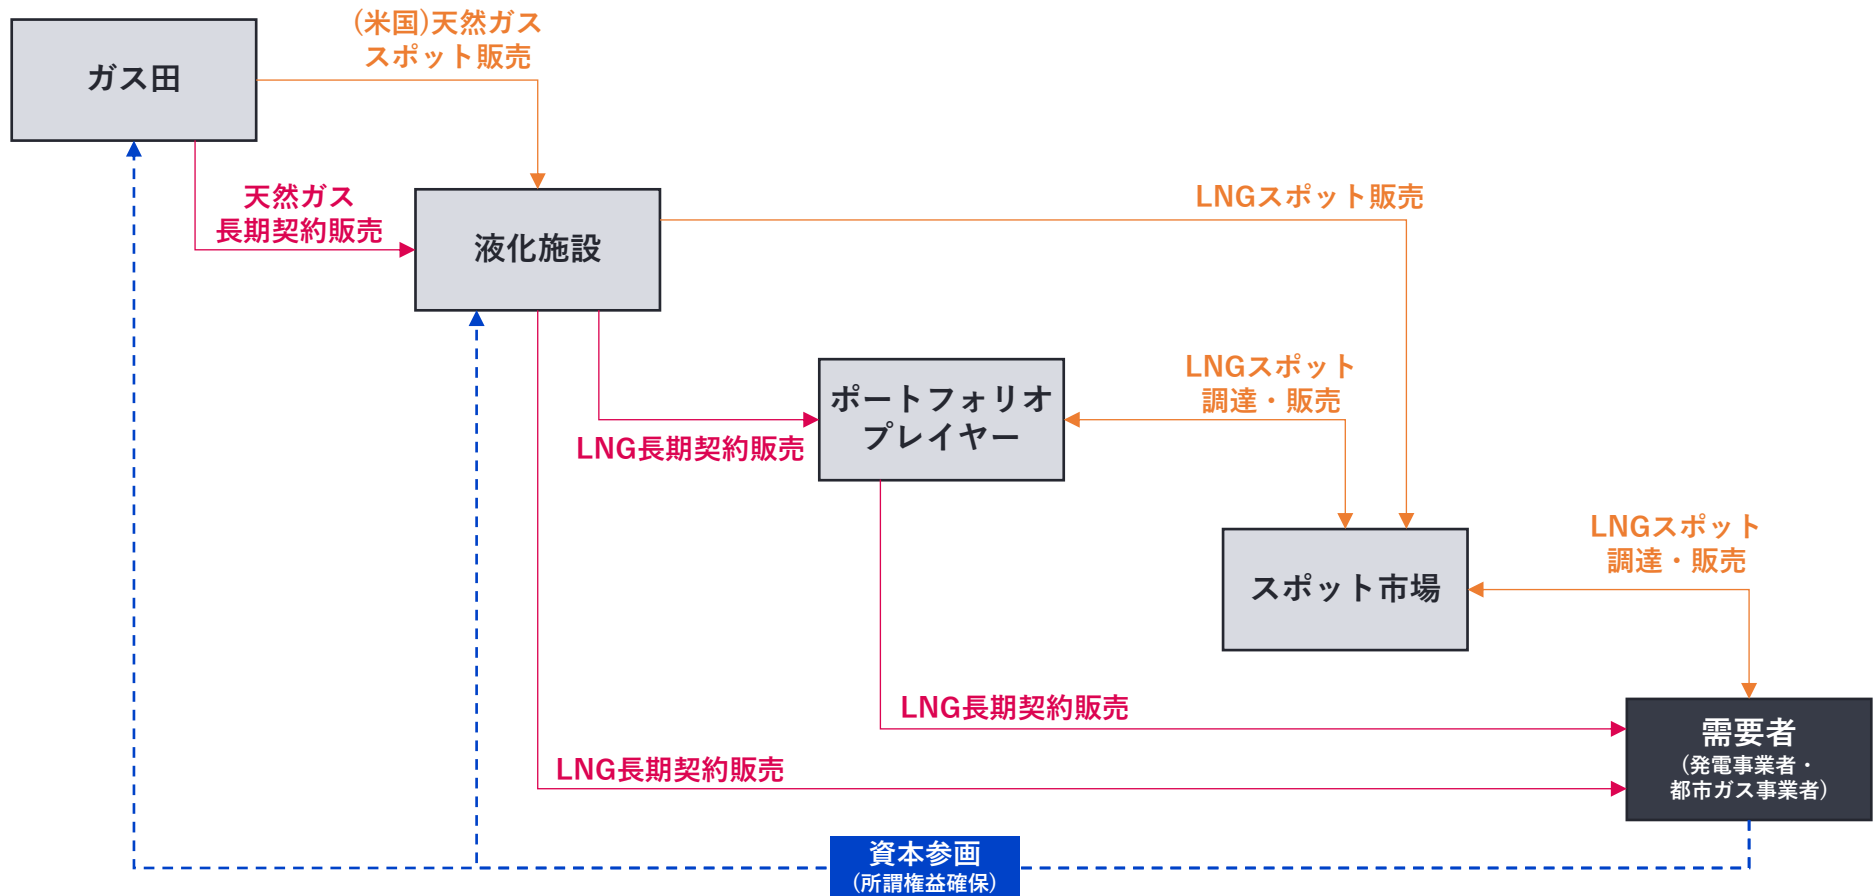 (米国)天然ガス
スポット販売
ガス田
天然ガス
長期契約販売
液化施設
LNGスポット販売
LNG長期契約販売
ポートフォリオ
プレイヤー
LNGスポット
調達・販売
スポット市場
LNGスポット
調達・販売
LNG長期契約販売
LNG長期契約販売
需要者
(発電事業者・
都市ガス事業者)
資本参画
(所謂権益確保)